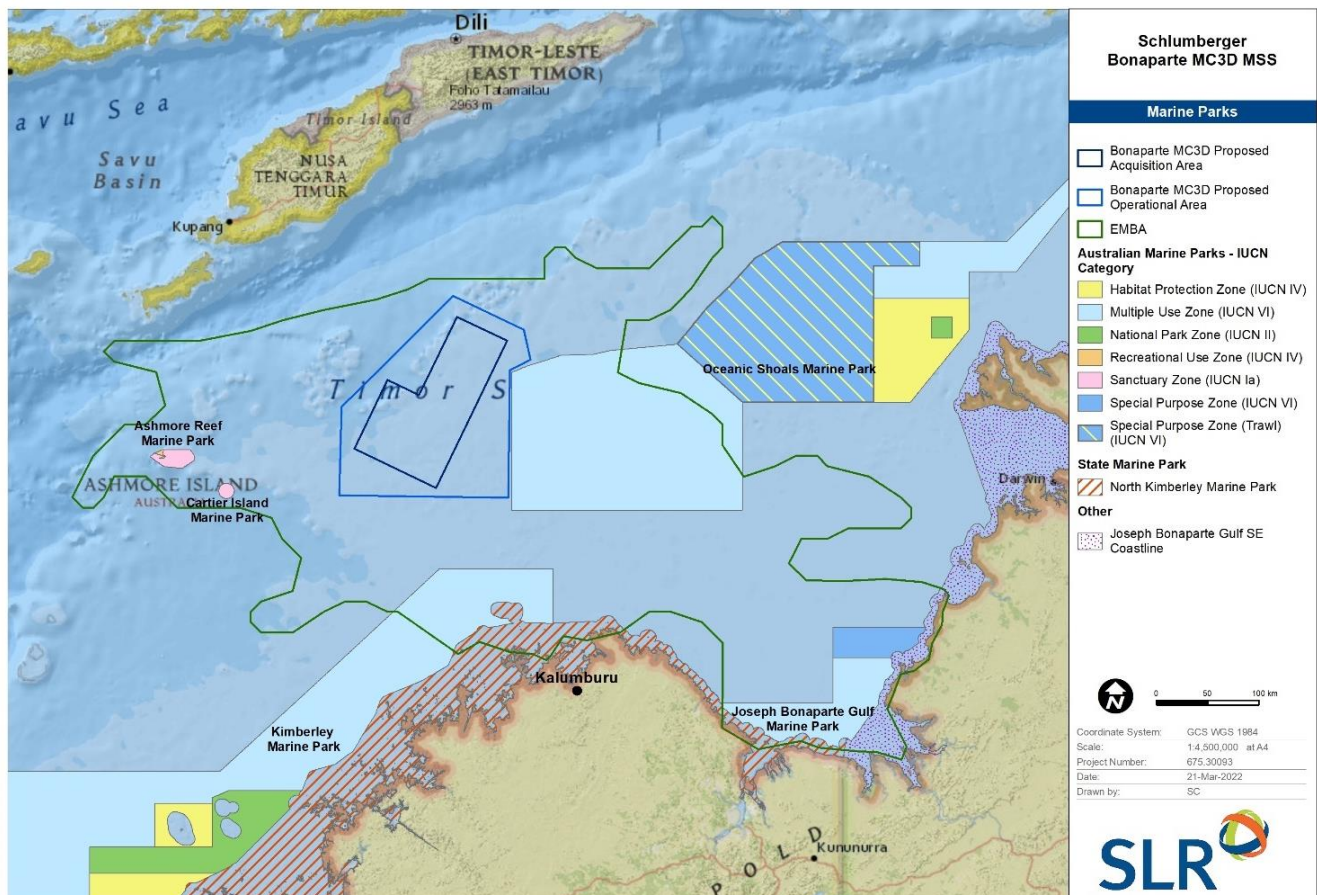 Dili
TIMOR-LESTE
(EAST TIMOR)
Foho Tatamailau
2963 m
Timor Island
avu Sea
Savu
Basin
NUSA
TENGGARA
TIMUR
Kupang
Timor S
Oceanic Shoals Marine Park
Ashmore Reef
Marine Park
ASHMORE ISLAND
Cartier Island
Marine Park
Darwin
Kalumburu
Kimberley
Marine Park
Joseph Bonaparte Gulf
Marine Park
Kununurra
POLD
Schlumberger
Bonaparte MC3D MSS
Marine Parks
Bonaparte MC3D Proposed
Acquisition Area
Bonaparte MC3D Proposed
Operational Area
EMBA
Australian Marine Parks - IUCN
Category
Habitat Protection Zone (IUCN IV)
Multiple Use Zone (IUCN VI)
National Park Zone (IUCN II)
Recreational Use Zone (IUCN IV)
Sanctuary Zone (IUCN Ia)
Special Purpose Zone (IUCN VI)
Special Purpose Zone (Trawl)
(IUCN VI)
State Marine Park
North Kimberley Marine Park
Other
Joseph Bonaparte Gulf SE
Coastline
N
0 50 100 km
Coordinate System: GCS WGS 1984
Scale: 1:4,500,000 at A4
Project Number: 675.30093
Date: 21-Mar-2022
Drawn by: SC
SLR